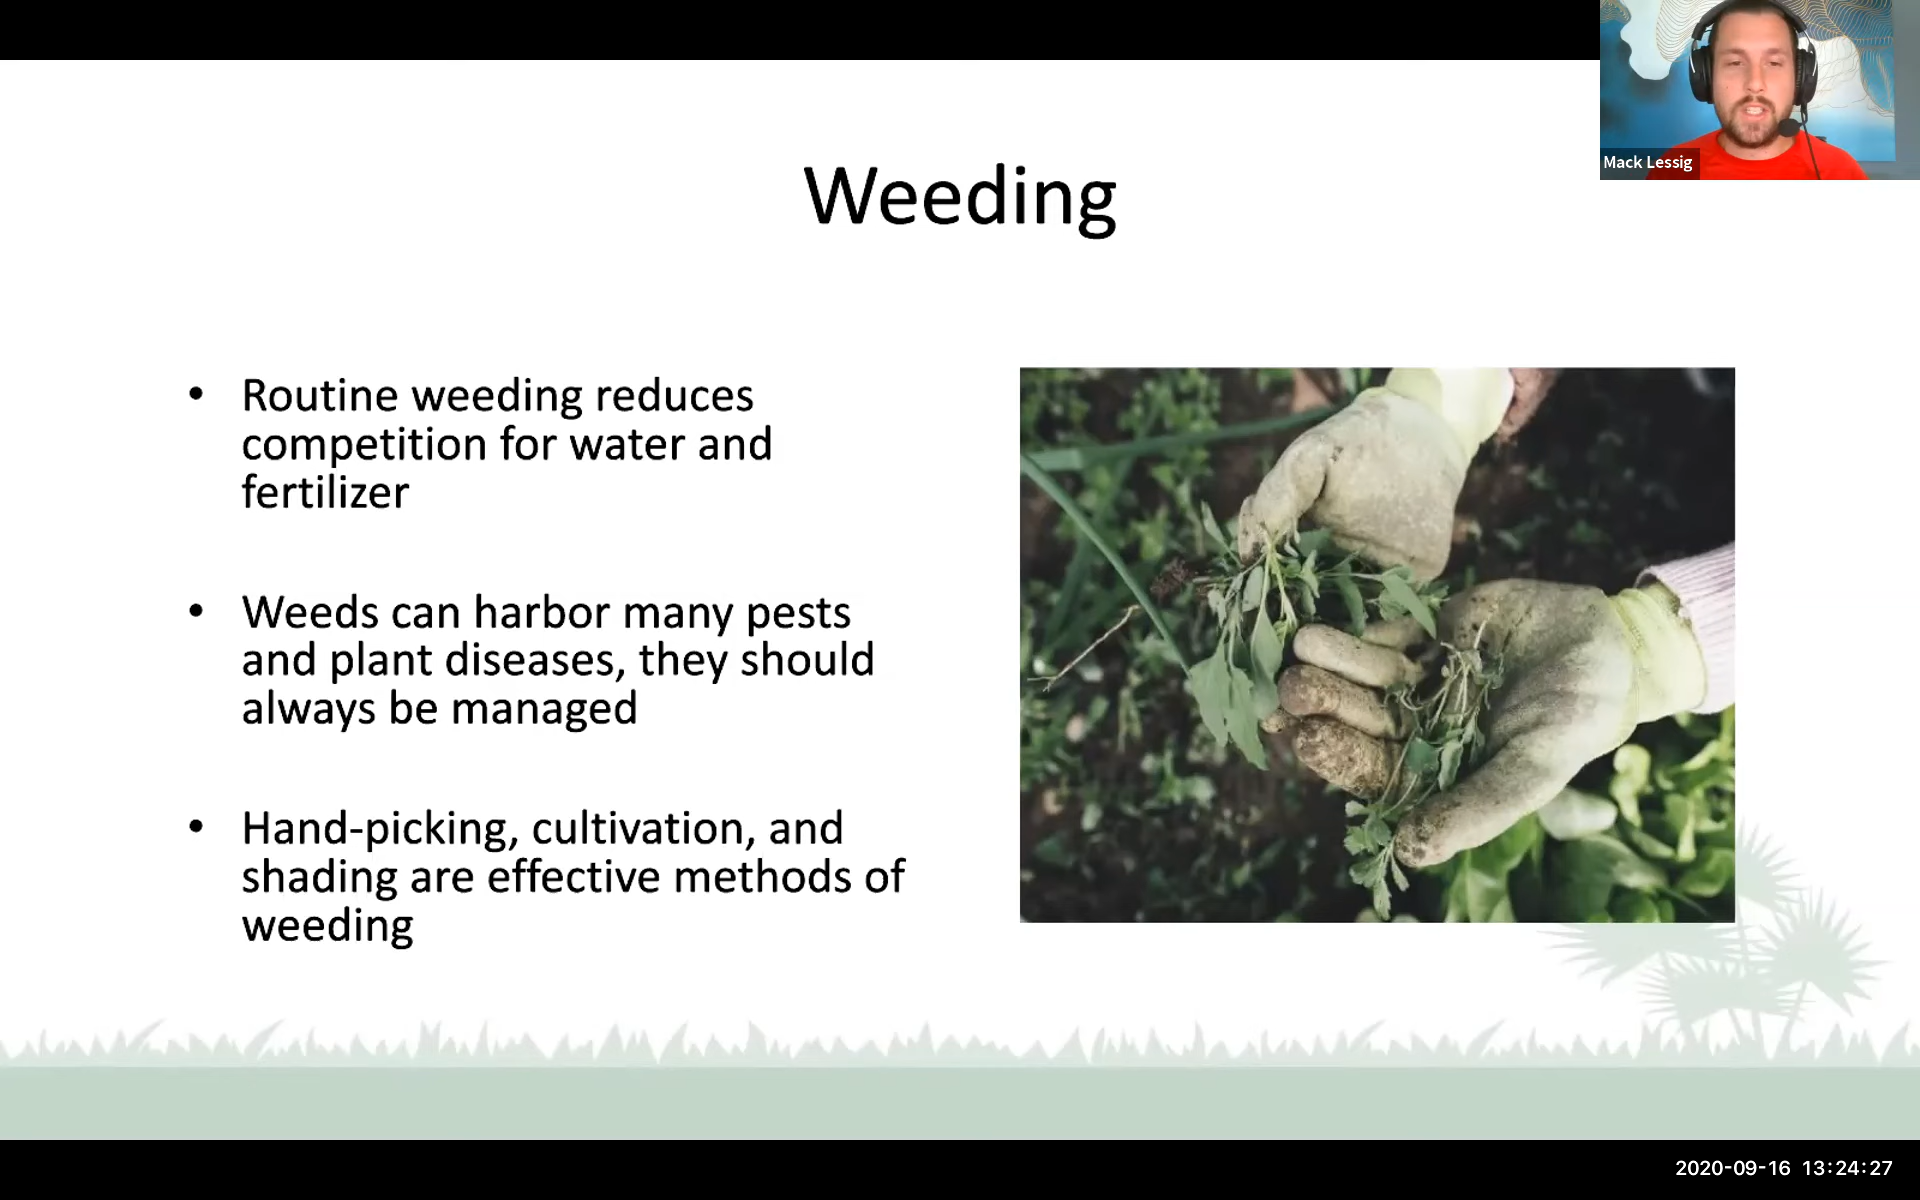 Mack Lessig
Weeding
• Routine weeding reduces
competition for water and
fertilizer
• Weeds can harbor many pests
and plant diseases, they should
always be managed
• Hand-picking, cultivation, and
shading are effective methods of
weeding
2020-09-16 13:24:27